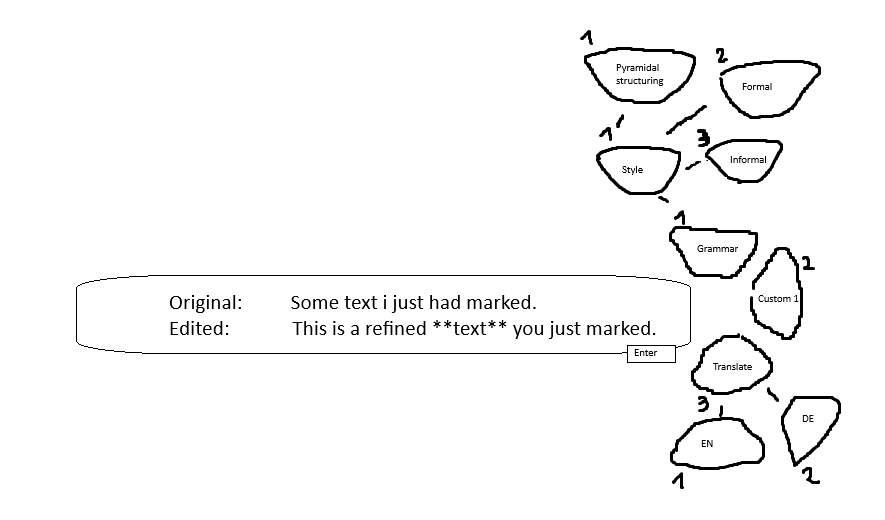 1
Pyramidal
structuring
2
Formal
1
Style
3
Informal
1
Grammar
2
Custom 1
Original: Some text i just had marked.
Edited: This is a refined **text** you just marked.
Enter
Translate
3
EN
1
DE
2